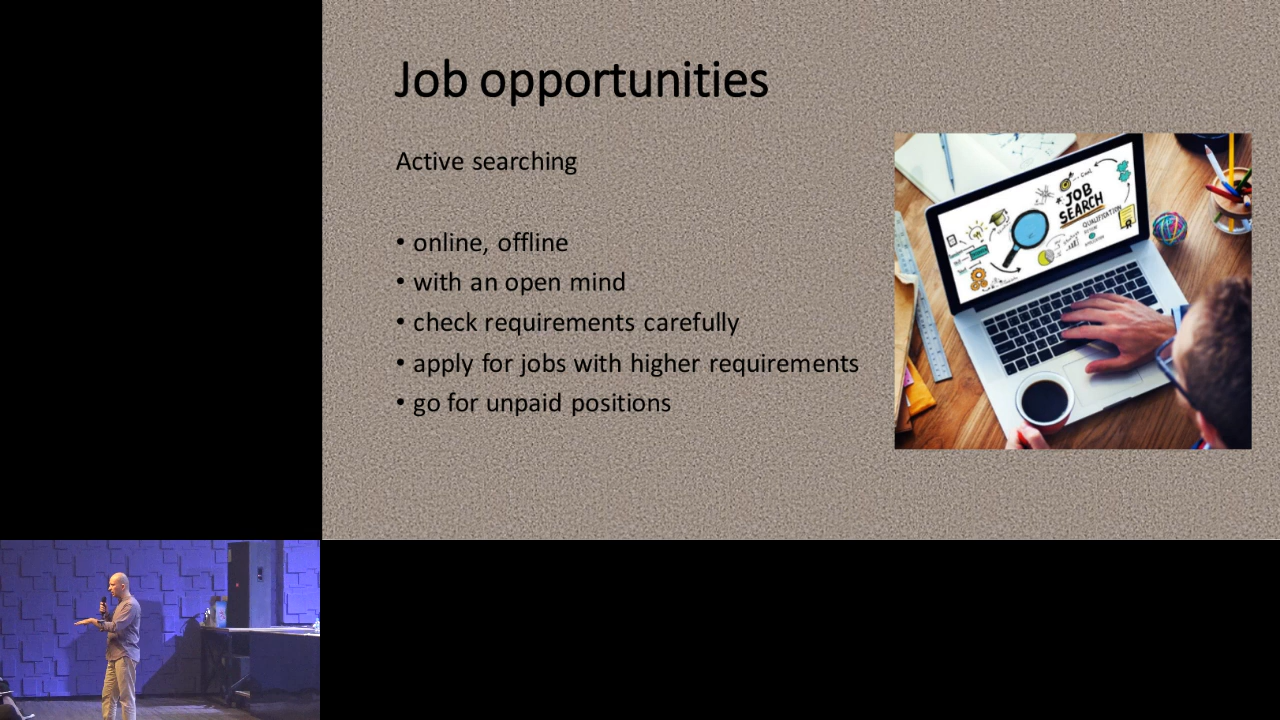 Job opportunities
Active searching
• online, offline
• with an open mind
• check requirements carefully
• apply for jobs with higher requirements
• go for unpaid positions
JOB
SEARCH
QUALIFICATION